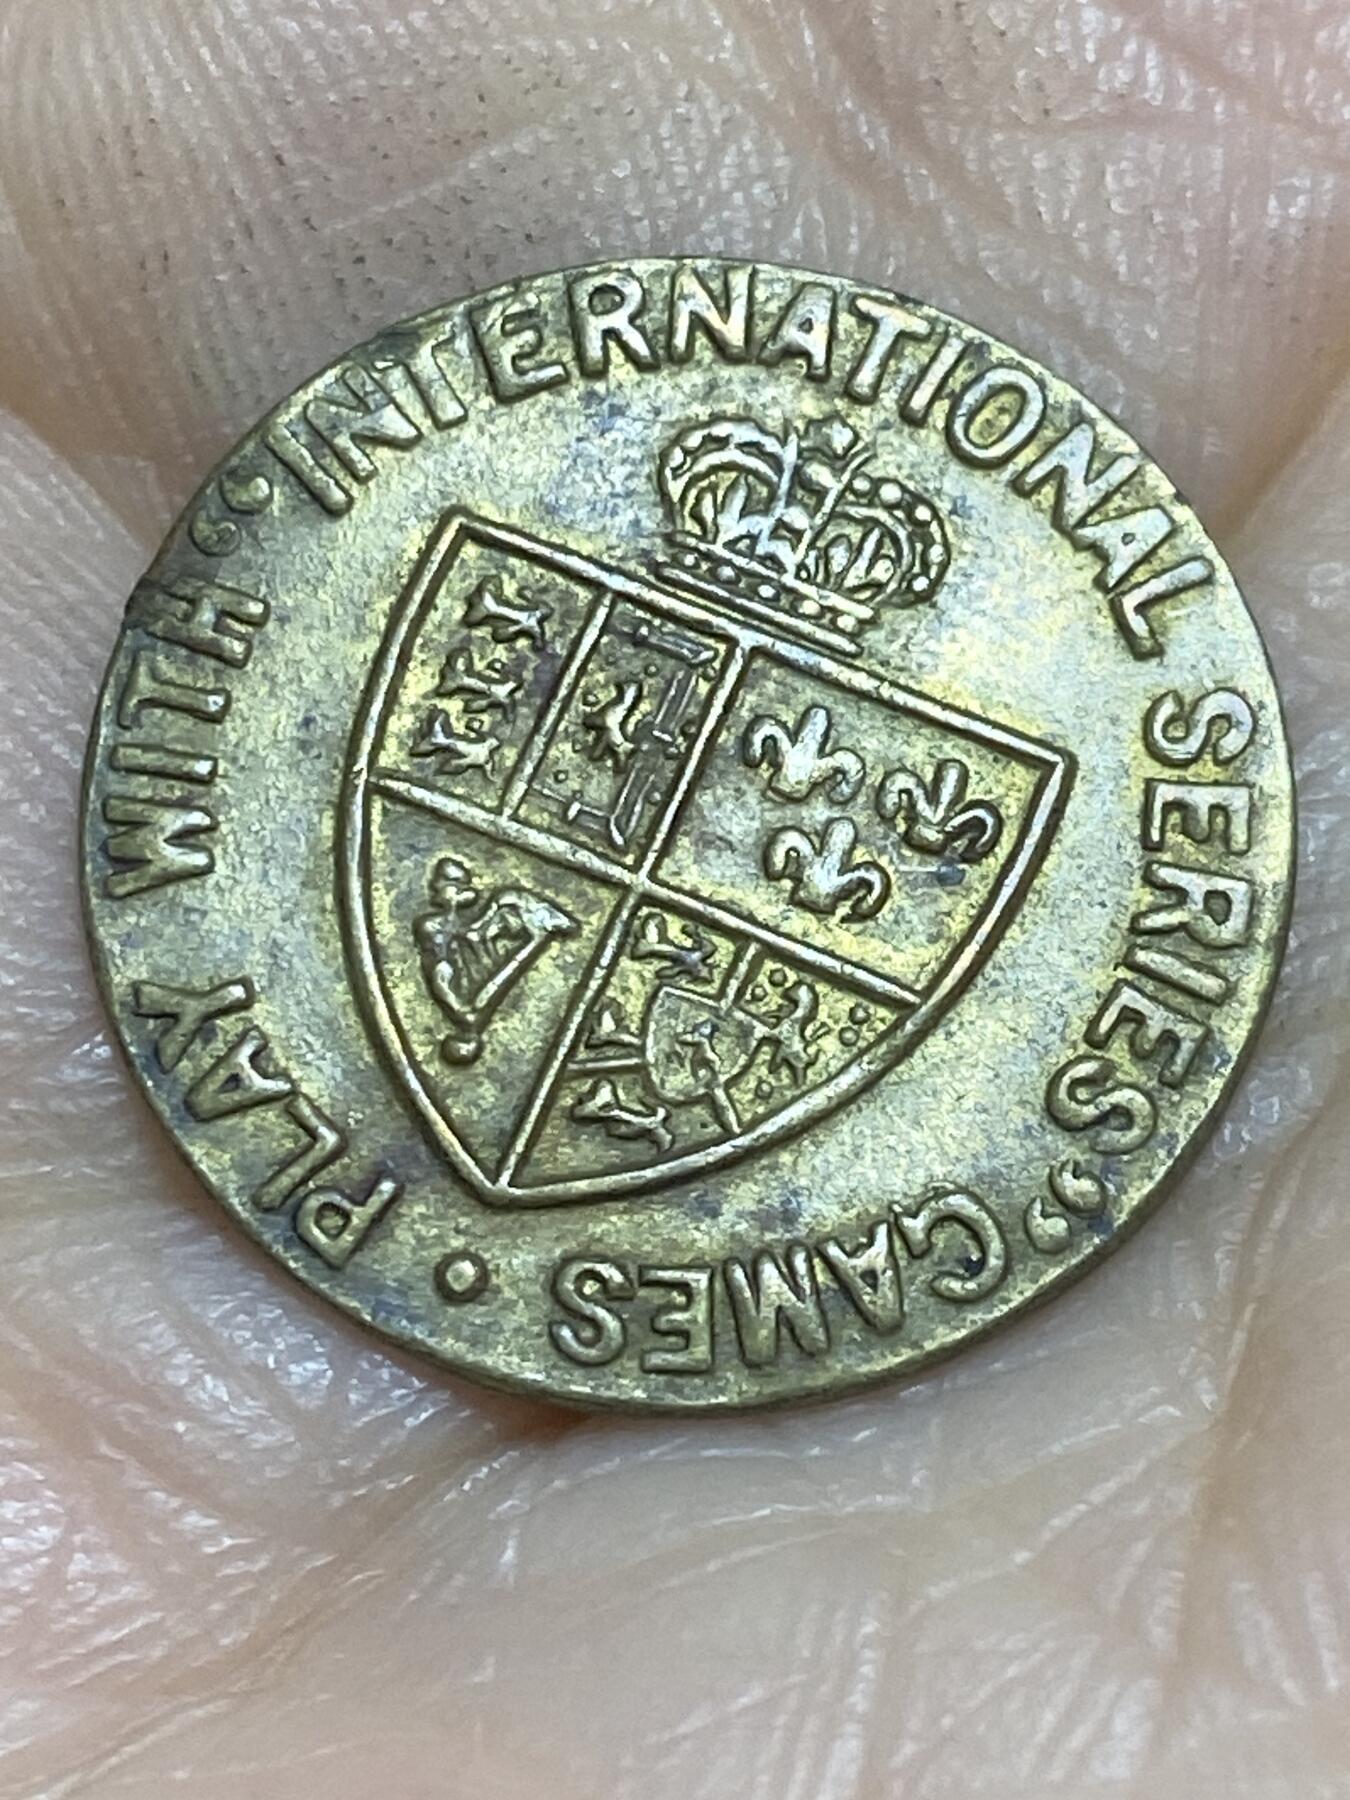 PLAY WITH “INTERNATIONAL SERIES” GAMES •